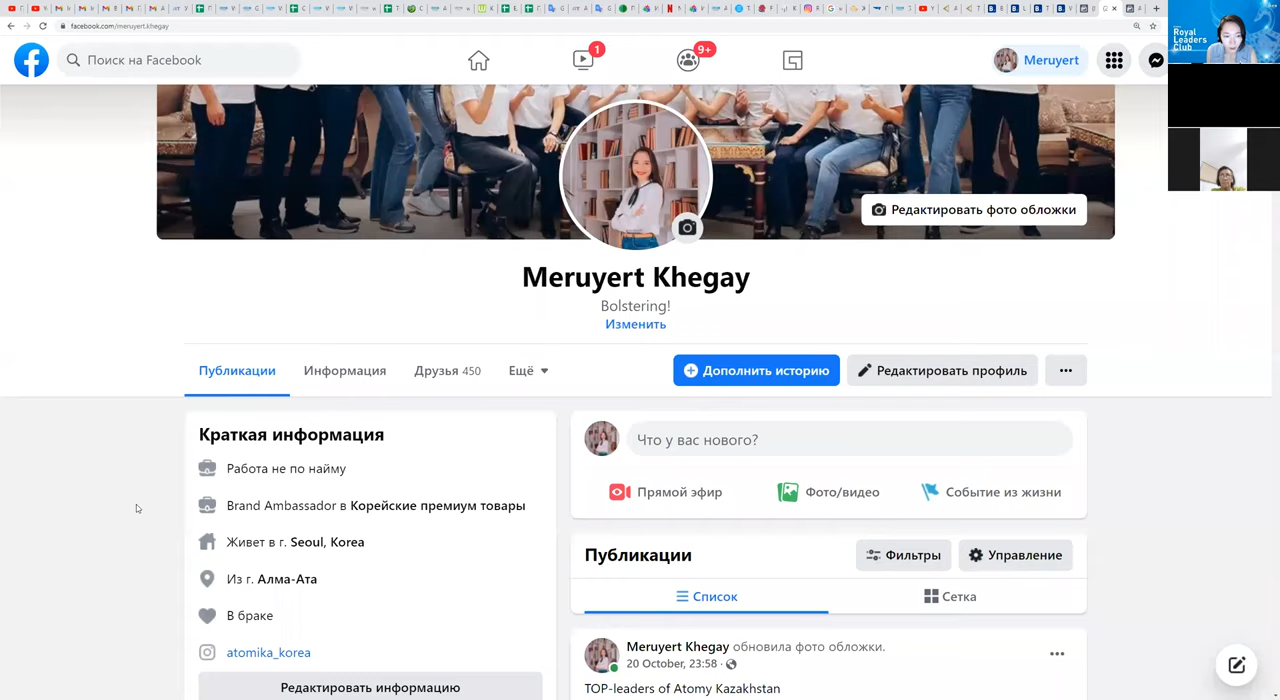 facebook.com/meruyert.khegay
Поиск на Facebook
1
9+
Meruyert
Royal
Leaders
Club
Редактировать фото обложки
Meruyert Khegay
Bolstering!
Изменить
Публикации
Информация
Друзья 450
Ещё
Дополнить историю
Редактировать профиль
Краткая информация
Работа не по найму
Brand Ambassador в Корейские премиум товары
Живет в г. Seoul, Korea
Из г. Алма-Ата
В браке
atomika_korea
Редактировать информацию
Что у вас нового?
Прямой эфир
Фото/видео
Событие из жизни
Публикации
Фильтры
Управление
Список
Сетка
Meruyert Khegay обновила фото обложки.
20 October, 23:58 ·
TOP-leaders of Atomy Kazakhstan